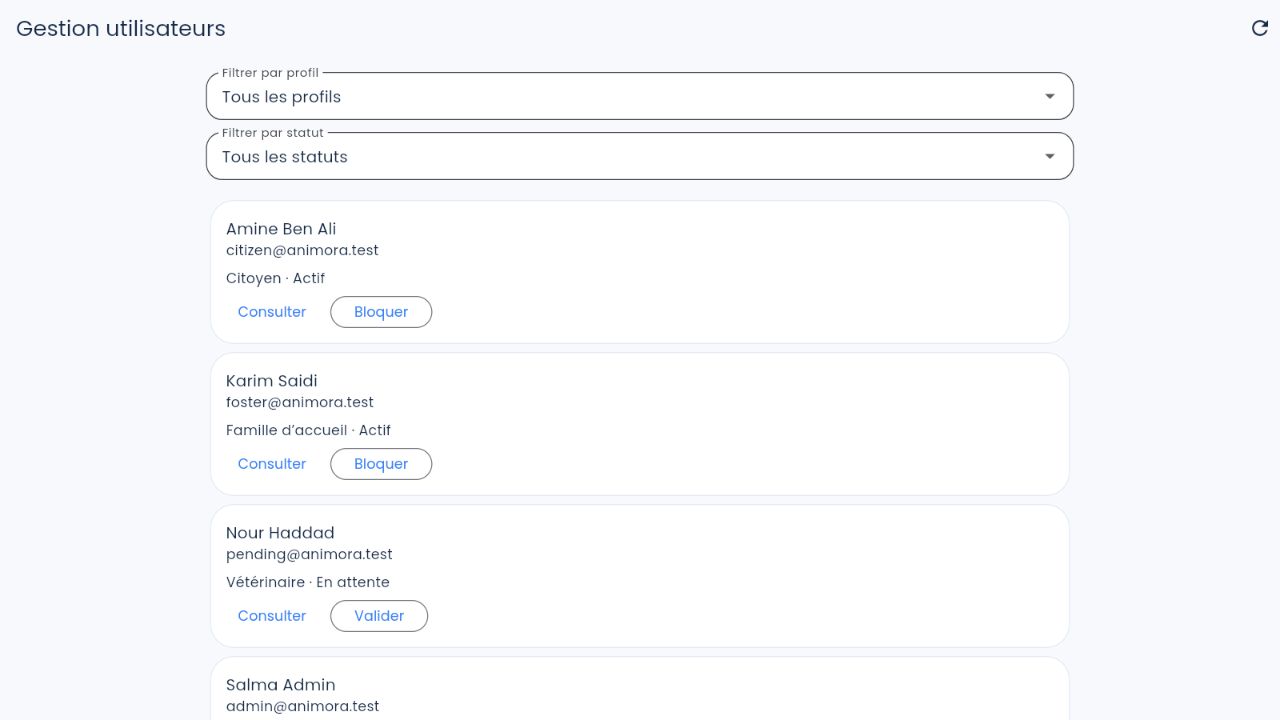 Gestion utilisateurs
Filtrer par profil
Tous les profils
Filtrer par statut
Tous les statuts
Amine Ben Ali
citizen@animora.test
Citoyen · Actif
Consulter Bloquer
Karim Saidi
foster@animora.test
Famille d’accueil · Actif
Consulter Bloquer
Nour Haddad
pending@animora.test
Vétérinaire · En attente
Consulter Valider
Salma Admin
admin@animora.test